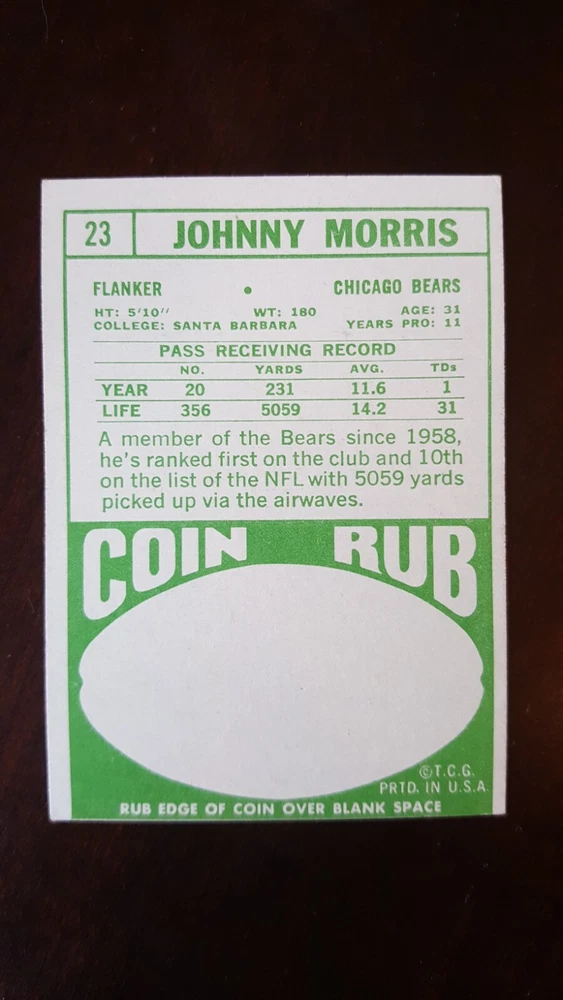 23 JOHNNY MORRIS
FLANKER • CHICAGO BEARS
HT: 5'10" WT: 180 AGE: 31
COLLEGE: SANTA BARBARA YEARS PRO: 11
PASS RECEIVING RECORD
NO. YARDS AVG. TDs
YEAR 20 231 11.6 1
LIFE 356 5059 14.2 31
A member of the Bears since 1958,
he's ranked first on the club and 10th
on the list of the NFL with 5059 yards
picked up via the airwaves.
COIN RUB
©T.C.G.
PRTD. IN U.S.A.
RUB EDGE OF COIN OVER BLANK SPACE